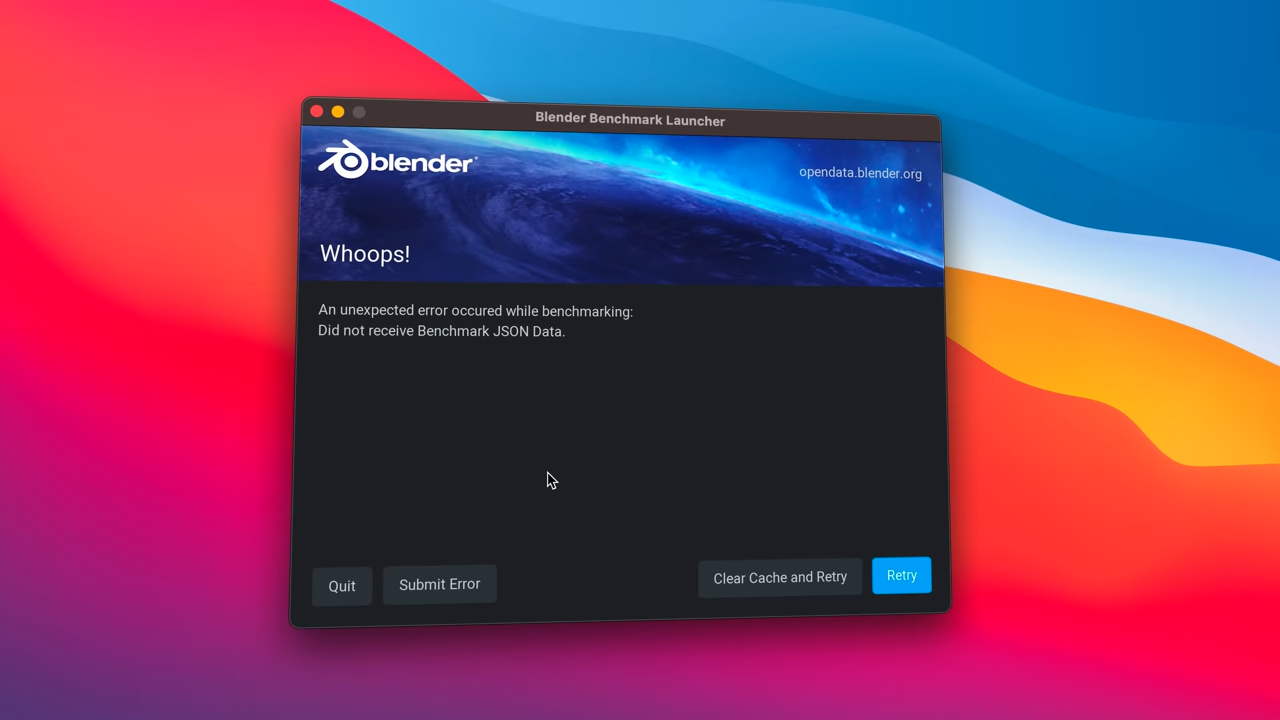 Blender Benchmark Launcher
blender
opendata.blender.org
Whoops!
An unexpected error occured while benchmarking:
Did not receive Benchmark JSON Data.
Quit
Submit Error
Clear Cache and Retry
Retry